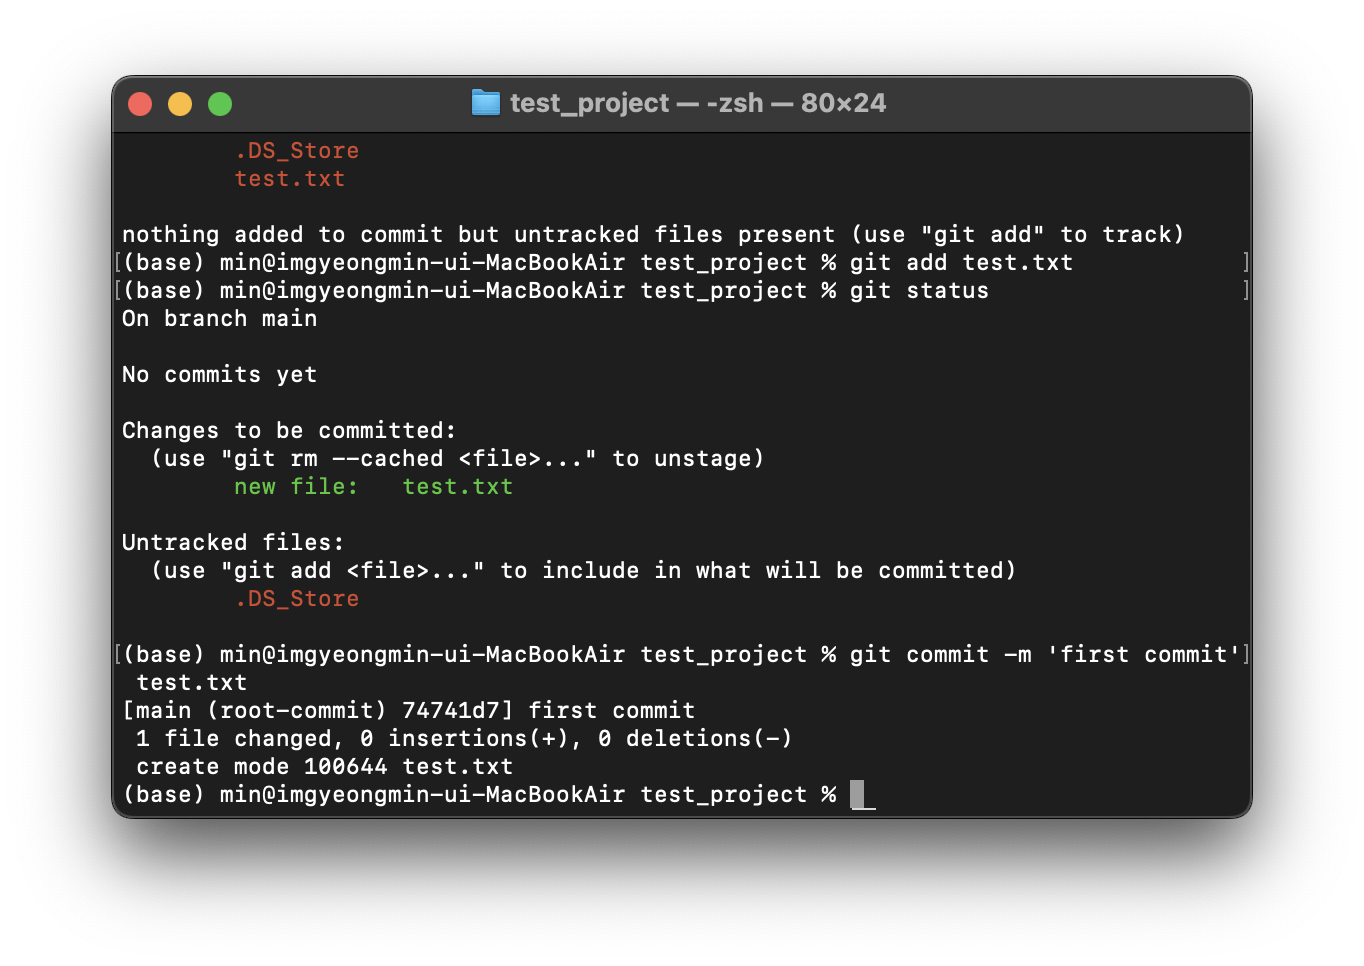 test_project — -zsh — 80×24
.DS_Store
test.txt
nothing added to commit but untracked files present (use "git add" to track)
[(base) min@imgyeongmin-ui-MacBookAir test_project % git add test.txt ]
[(base) min@imgyeongmin-ui-MacBookAir test_project % git status ]
On branch main
No commits yet
Changes to be committed:
(use "git rm --cached <file>..." to unstage)
new file:   test.txt
Untracked files:
(use "git add <file>..." to include in what will be committed)
.DS_Store
[(base) min@imgyeongmin-ui-MacBookAir test_project % git commit -m 'first commit']
test.txt
[main (root-commit) 74741d7] first commit
1 file changed, 0 insertions(+), 0 deletions(-)
create mode 100644 test.txt
(base) min@imgyeongmin-ui-MacBookAir test_project %